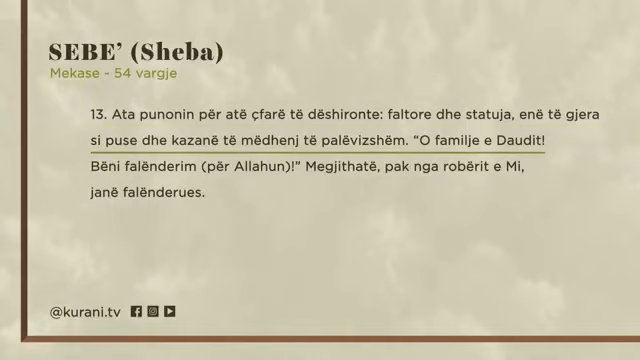 SEBE’ (Sheba)
Mekase - 54 vargje
13. Ata punonin për atë çfarë të dëshironte: faltore dhe statuja, enë të gjera
si puse dhe kazanë të mëdhenj të palëvizshëm. “O familje e Daudit!
Bëni falënderim (për Allahun)!” Megjithatë, pak nga robërit e Mi,
janë falënderues.
@kurani.tv